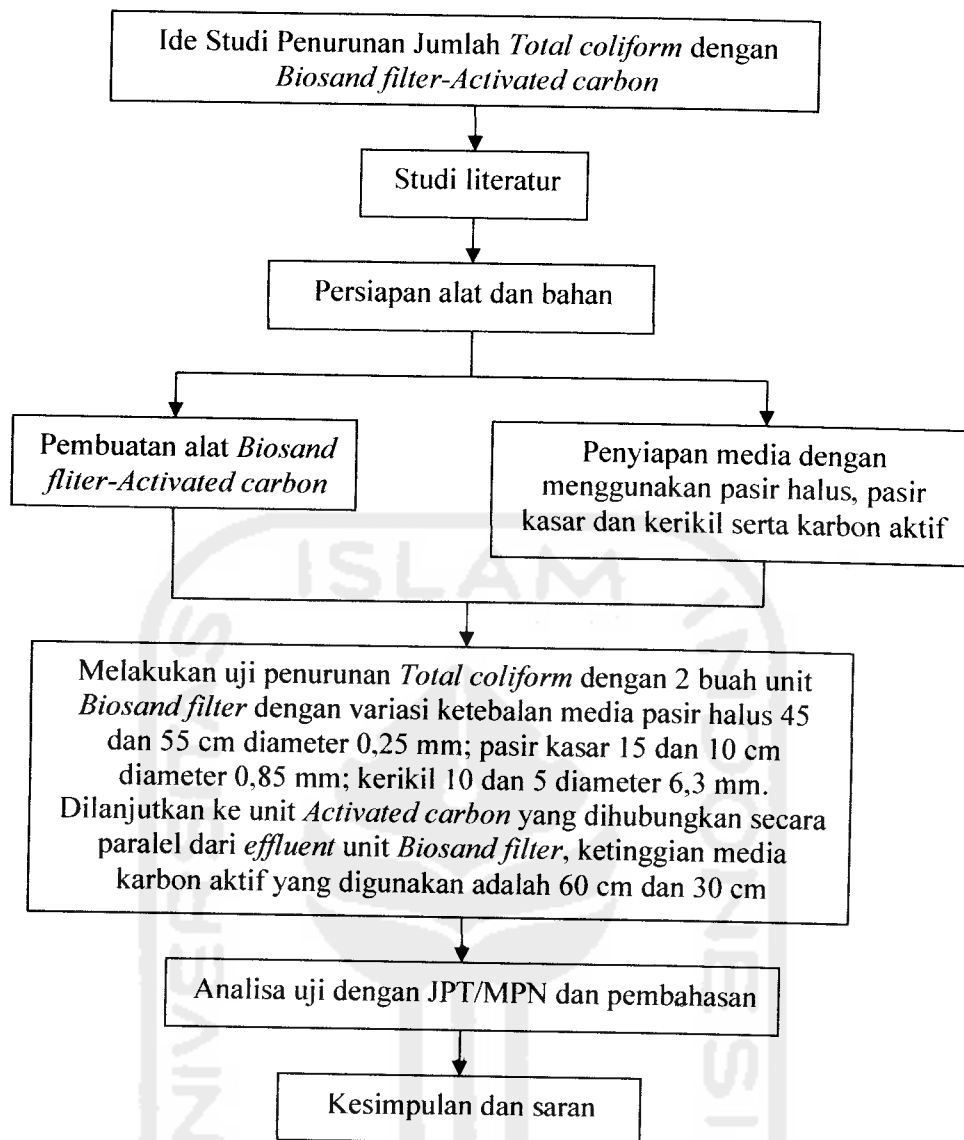 Ide Studi Penurunan Jumlah Total coliform dengan
Biosand filter-Activated carbon
Studi literatur
Persiapan alat dan bahan
Pembuatan alat Biosand
fliter-Activated carbon
Penyiapan media dengan
menggunakan pasir halus, pasir
kasar dan kerikil serta karbon aktif
ISLAM
UNIVERSITAS
INDONESI
Melakukan uji penurunan Total coliform dengan 2 buah unit
Biosand filter dengan variasi ketebalan media pasir halus 45
dan 55 cm diameter 0,25 mm; pasir kasar 15 dan 10 cm
diameter 0,85 mm; kerikil 10 dan 5 diameter 6,3 mm.
Dilanjutkan ke unit Activated carbon yang dihubungkan secara
paralel dari effluent unit Biosand filter, ketinggian media
karbon aktif yang digunakan adalah 60 cm dan 30 cm
Analisa uji dengan JPT/MPN dan pembahasan
Kesimpulan dan saran